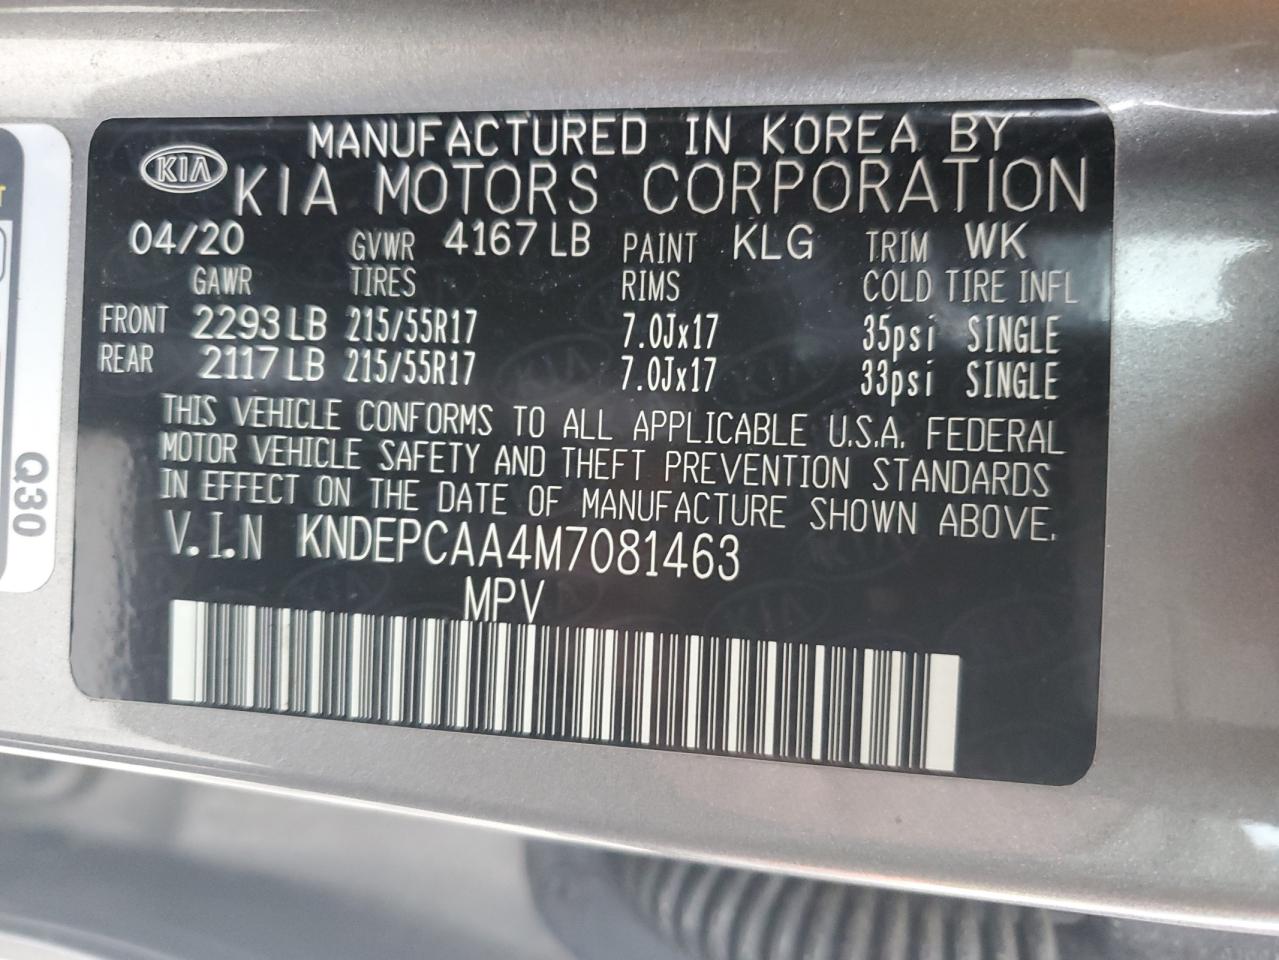 KIA
MANUFACTURED IN KOREA BY
KIA MOTORS CORPORATION
04/20 GVWR 4167 LB PAINT KLG TRIM WK
GAWR TIRES RIMS COLD TIRE INFL
FRONT 2293 LB 215/55R17 7.0Jx17 35psi SINGLE
REAR 2117 LB 215/55R17 7.0Jx17 33psi SINGLE
THIS VEHICLE CONFORMS TO ALL APPLICABLE U.S.A. FEDERAL
MOTOR VEHICLE SAFETY AND THEFT PREVENTION STANDARDS
IN EFFECT ON THE DATE OF MANUFACTURE SHOWN ABOVE.
V.I.N KNDEPCAA4M7081463
MPV
Q30